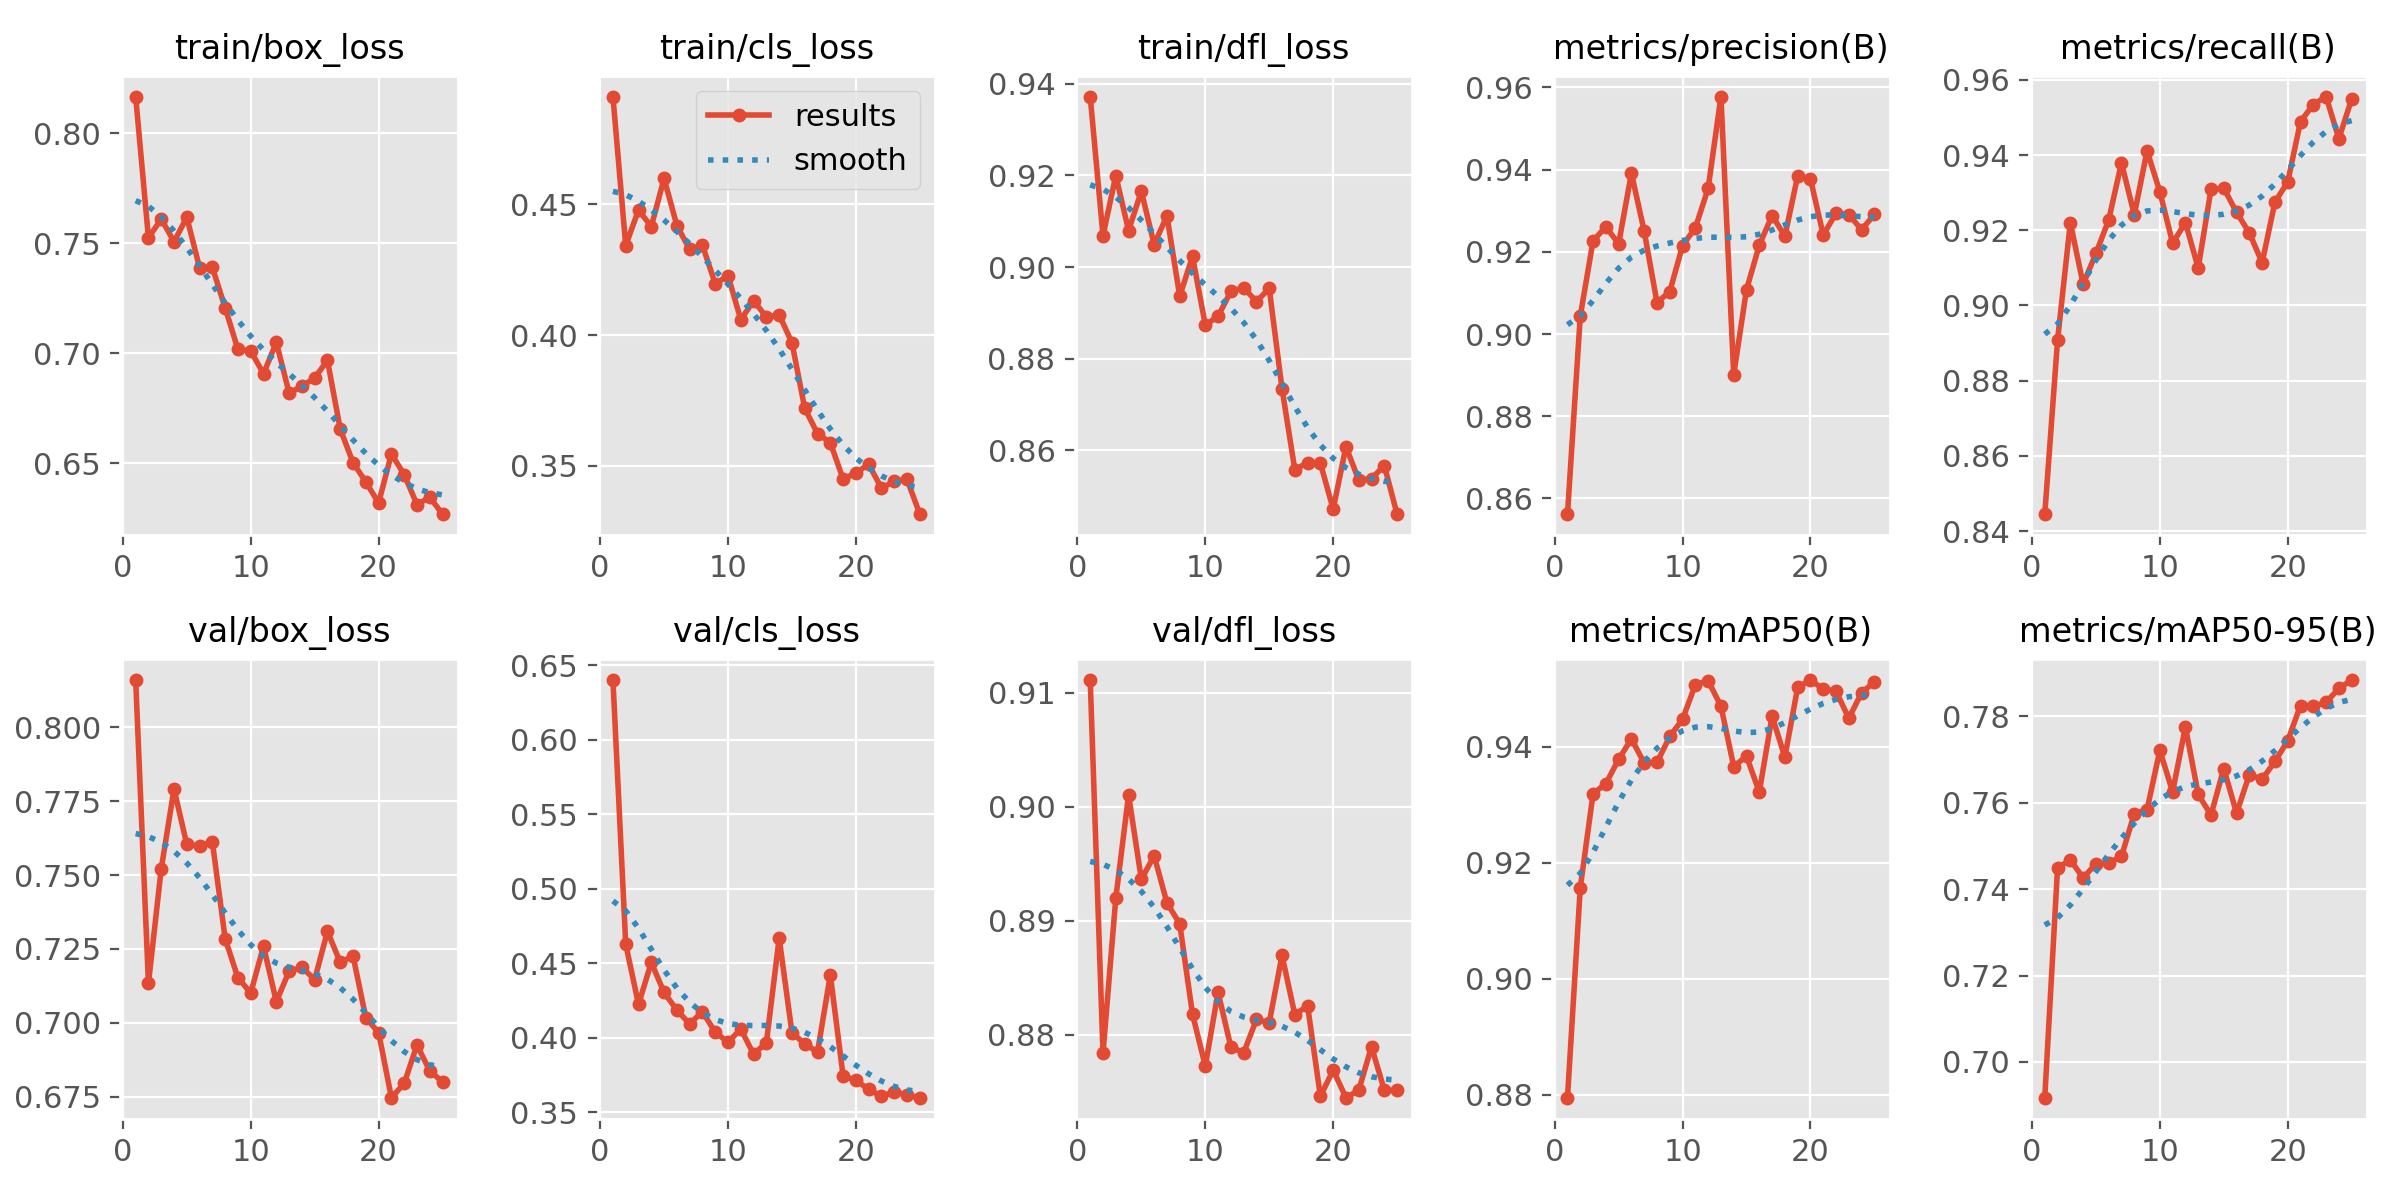 train/box_loss
0.80
0.75
0.70
0.65
0 10 20
train/cls_loss
results
smooth
0.45
0.40
0.35
0 10 20
train/dfl_loss
0.94
0.92
0.90
0.88
0.86
0 10 20
metrics/precision(B)
0.96
0.94
0.92
0.90
0.88
0.86
0 10 20
metrics/recall(B)
0.96
0.94
0.92
0.90
0.88
0.86
0.84
0 10 20
val/box_loss
0.800
0.775
0.750
0.725
0.700
0.675
0 10 20
val/cls_loss
0.65
0.60
0.55
0.50
0.45
0.40
0.35
0 10 20
val/dfl_loss
0.91
0.90
0.89
0.88
0 10 20
metrics/mAP50(B)
0.94
0.92
0.90
0.88
0 10 20
metrics/mAP50-95(B)
0.78
0.76
0.74
0.72
0.70
0 10 20